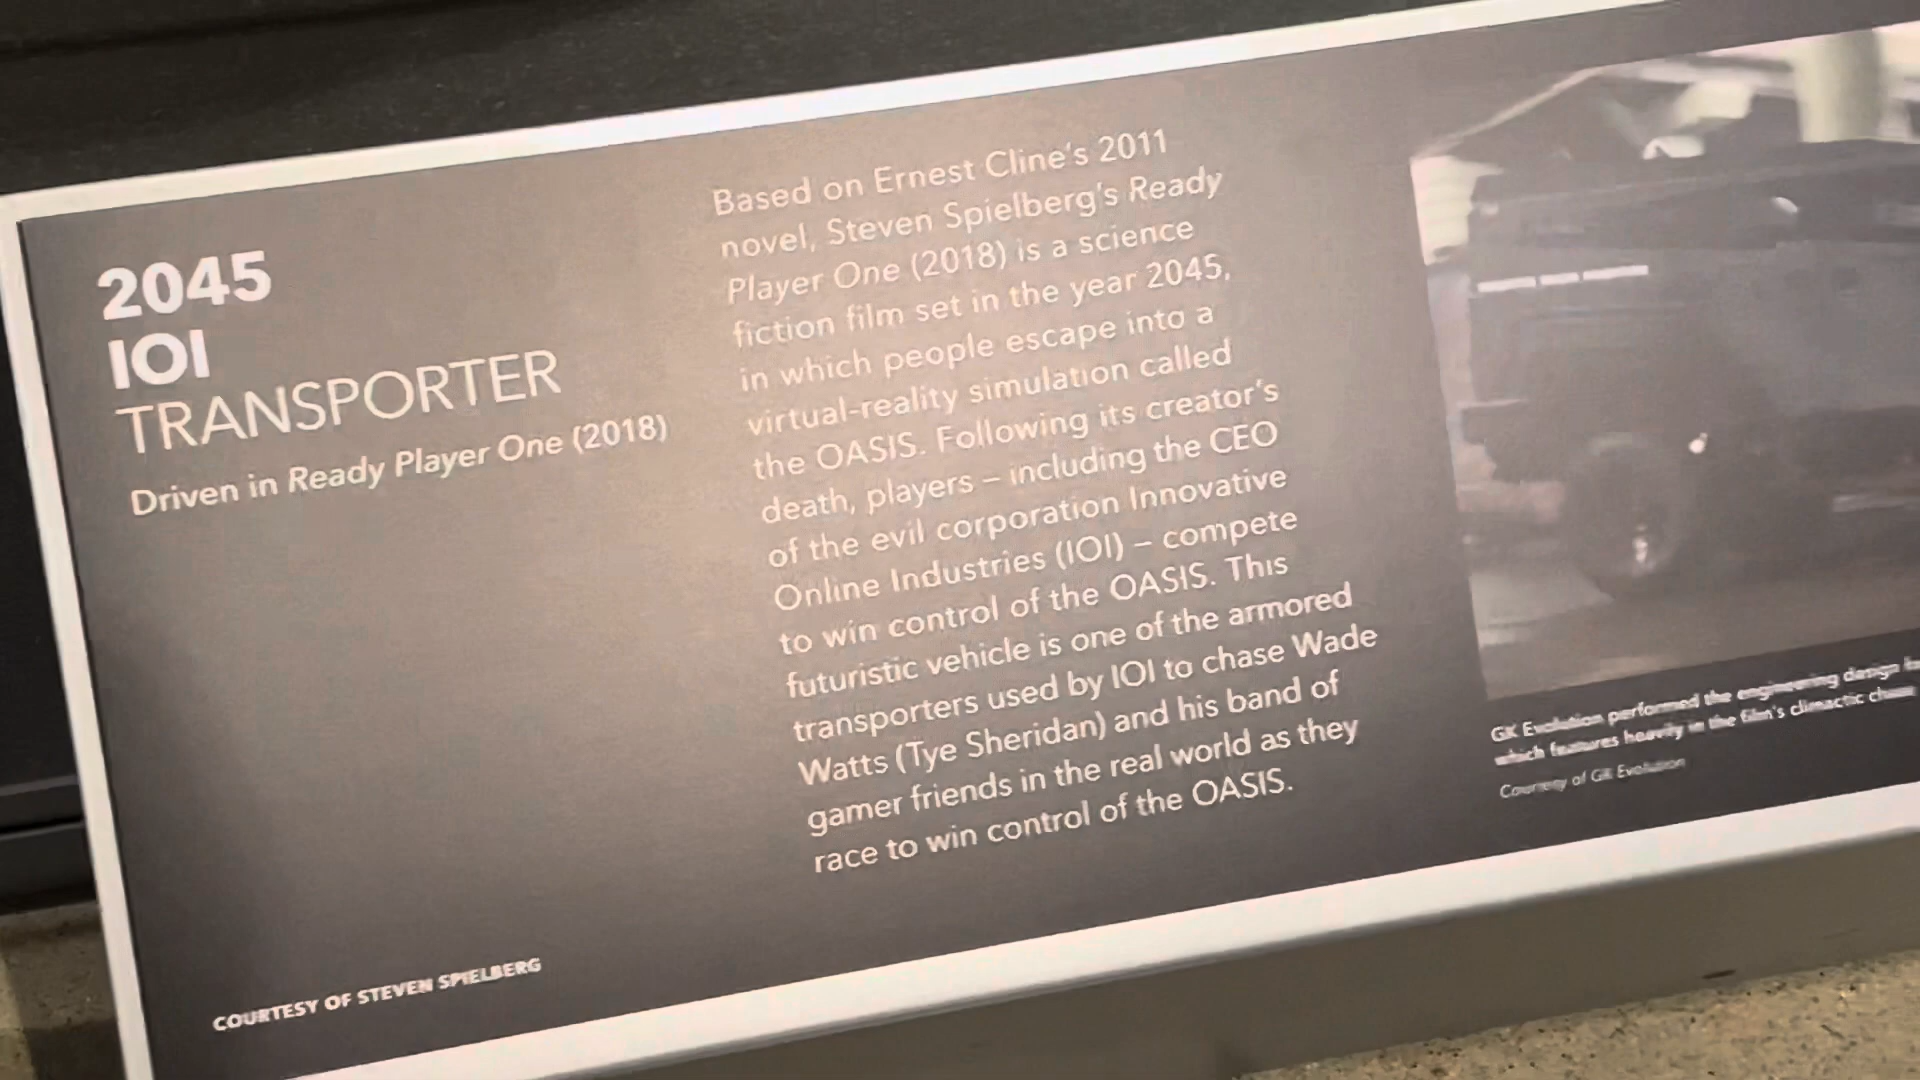 2045
IOI
TRANSPORTER
Driven in Ready Player One (2018)
Based on Ernest Cline's 2011
novel, Steven Spielberg's Ready
Player One (2018) is a science
fiction film set in the year 2045,
in which people escape into a
virtual-reality simulation called
the OASIS. Following its creator's
death, players – including the CEO
of the evil corporation Innovative
Online Industries (IOI) – compete
to win control of the OASIS. This
futuristic vehicle is one of the armored
transporters used by IOI to chase Wade
Watts (Tye Sheridan) and his band of
gamer friends in the real world as they
race to win control of the OASIS.
COURTESY OF STEVEN SPIELBERG
GK Evolution performed the engineering design
which features heavily in the film's climactic
Courtesy of GK Evolution